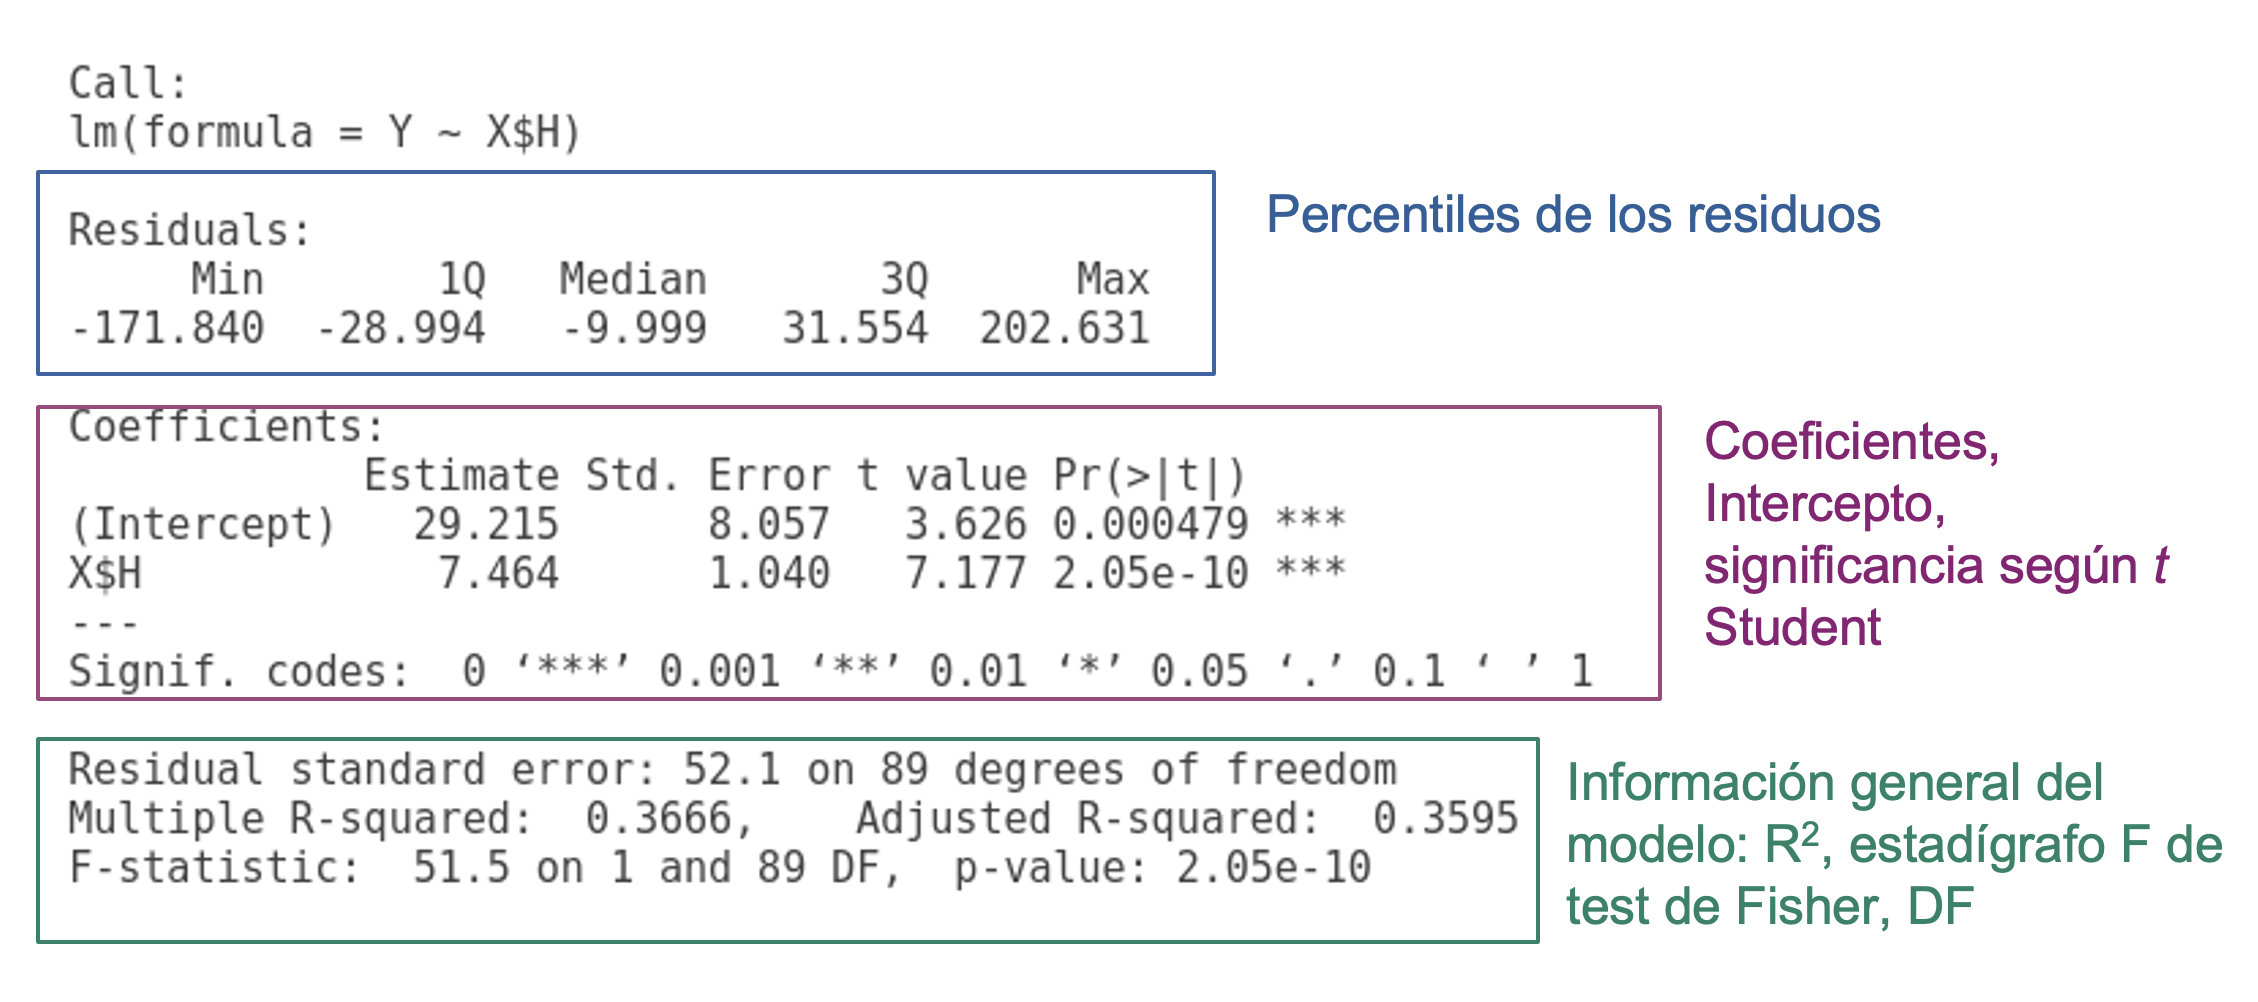 Call:
lm(formula = Y ~ X$H)
Residuals:
Min 1Q Median 3Q Max
-171.840 -28.994 -9.999 31.554 202.631
Percentiles de los residuos
Coefficients:
Estimate Std. Error t value Pr(>|t|)
(Intercept) 29.215 8.057 3.626 0.000479 ***
X$H 7.464 1.040 7.177 2.05e-10 ***
---
Signif. codes: 0 ‘***’ 0.001 ‘**’ 0.01 ‘*’ 0.05 ‘.’ 0.1 ‘ ’ 1
Coeficientes,
Intercepto,
significancia según t
Student
Residual standard error: 52.1 on 89 degrees of freedom
Multiple R-squared: 0.3666, Adjusted R-squared: 0.3595
F-statistic: 51.5 on 1 and 89 DF, p-value: 2.05e-10
Información general del
modelo: R², estadígrafo F de
test de Fisher, DF